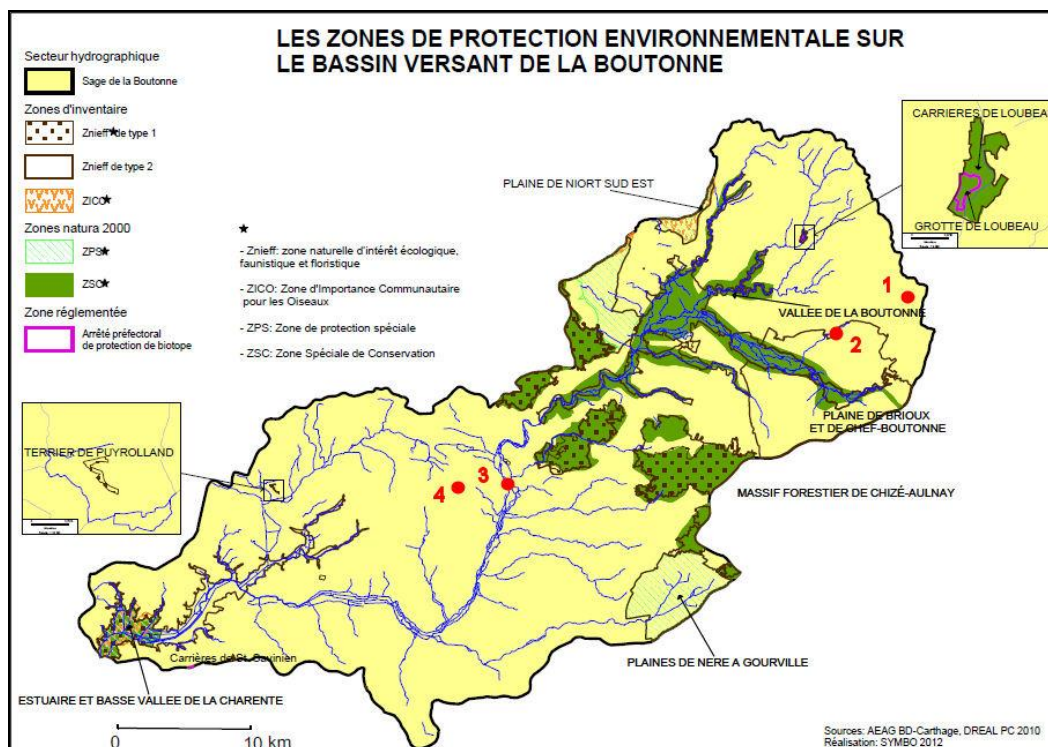 LES ZONES DE PROTECTION ENVIRONNEMENTALE SUR
LE BASSIN VERSANT DE LA BOUTONNE
Secteur hydrographique
Sage de la Boutonne
Zones d'inventaire
Znieff★de type 1
Znieff de type 2
ZICO★
Zones natura 2000
ZPS★
ZSC★
Zone réglementée
Arrêté préfectoral
de protection de biotope
★
- Znieff: zone naturelle d'intérêt écologique,
faunistique et floristique
- ZICO: Zone d'Importance Communautaire
pour les Oiseaux
- ZPS: Zone de protection spéciale
- ZSC: Zone Spéciale de Conservation
CARRIERES DE LOUBEAU
GROTTE DE LOUBEAU
PLAINE DE NIORT SUD EST
1
VALLEE DE LA BOUTONNE
2
PLAINE DE BRIOUX
ET DE CHEF-BOUTONNE
TERRIER DE PUYROLLAND
4
3
MASSIF FORESTIER DE CHIZÉ-AULNAY
PLAINES DE NERE A GOURVILLE
Carrières de St. Savinien
ESTUAIRE ET BASSE VALLEE DE LA CHARENTE
0 10 km
Sources: AEAG BD-Carthage, DREAL PC 2010
Réalisation: SYMBO 2012